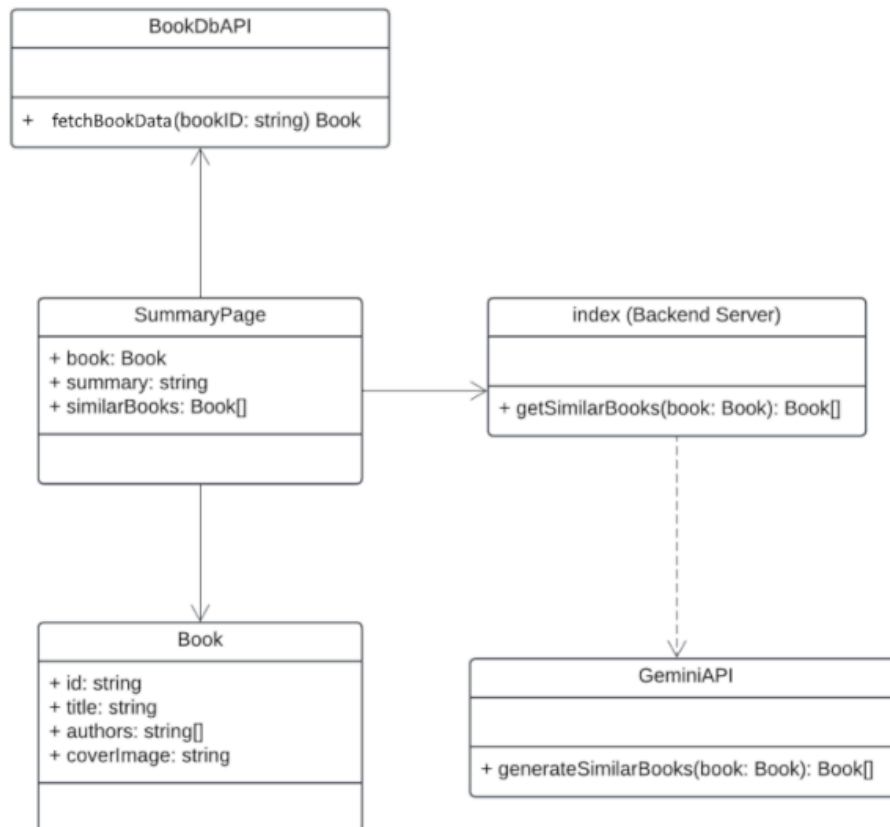 BookDbAPI
+ fetchBookData(bookID: string) Book
SummaryPage
+ book: Book
+ summary: string
+ similarBooks: Book[]
index (Backend Server)
+ getSimilarBooks(book: Book): Book[]
Book
+ id: string
+ title: string
+ authors: string[]
+ coverImage: string
GeminiAPI
+ generateSimilarBooks(book: Book): Book[]